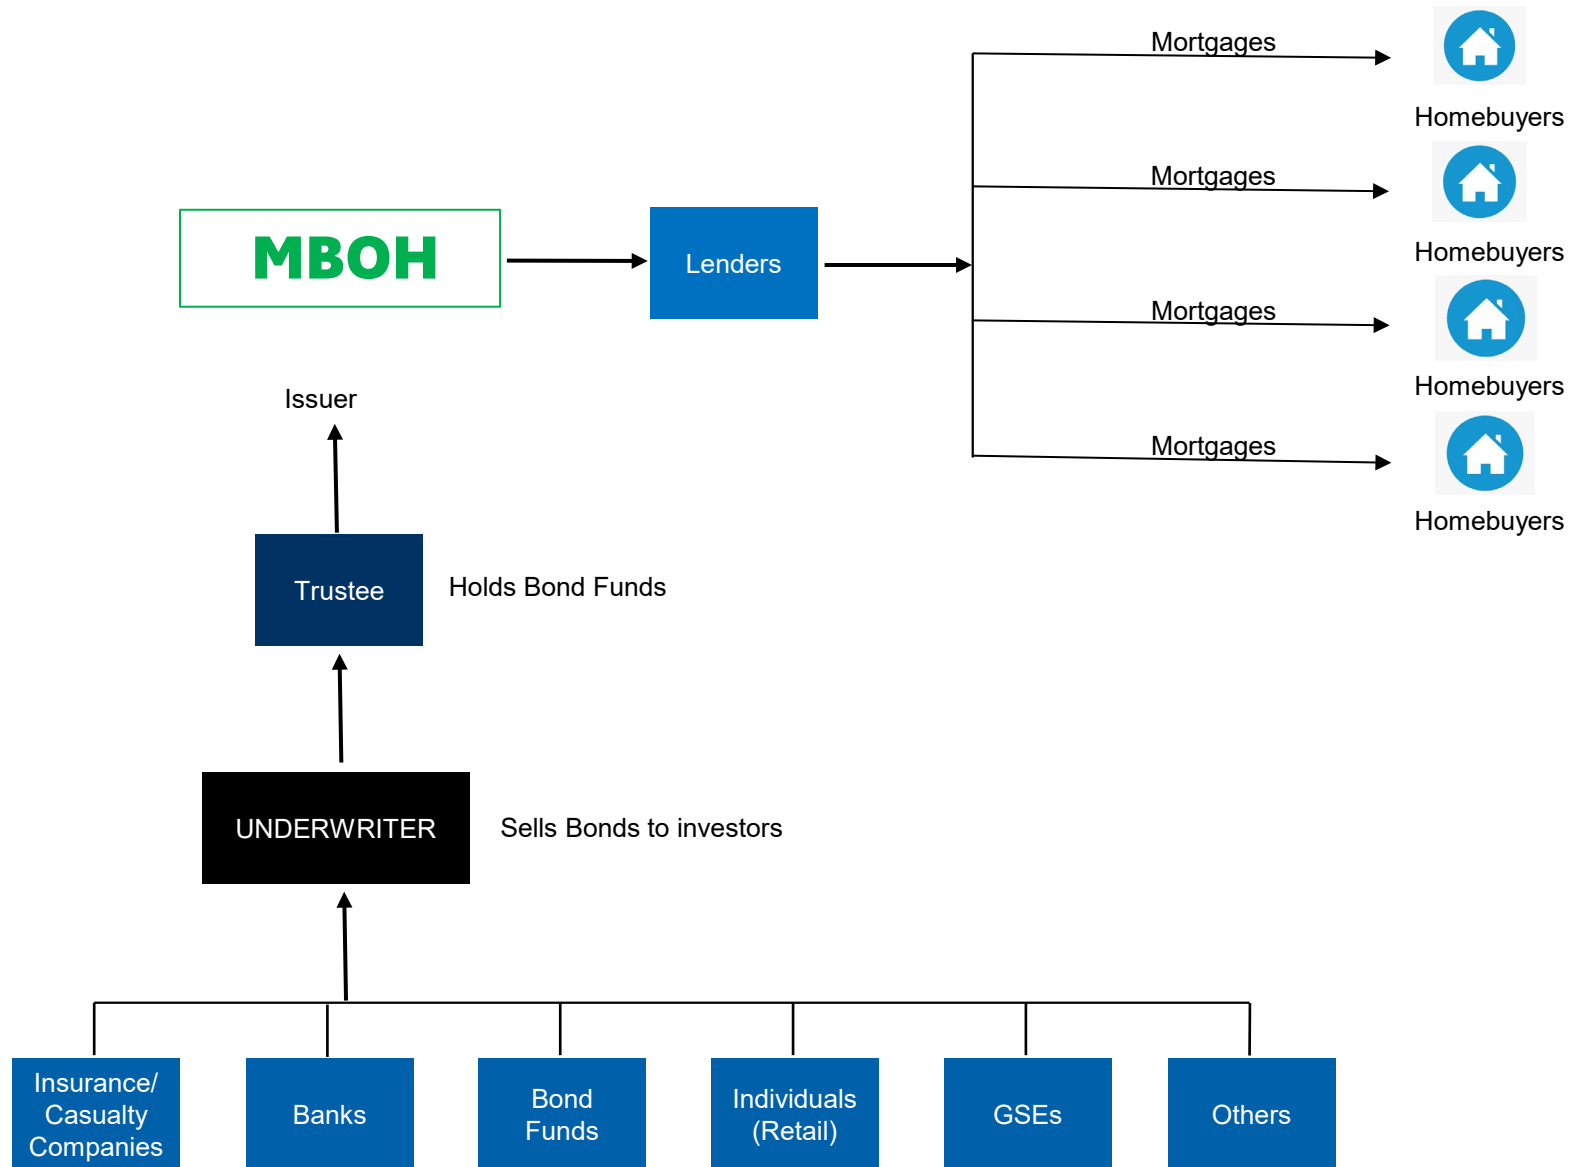 Mortgages
Homebuyers
Mortgages
Homebuyers
MBOH
Lenders
Mortgages
Homebuyers
Issuer
Mortgages
Homebuyers
Trustee
Holds Bond Funds
UNDERWRITER
Sells Bonds to investors
Insurance/
Casualty
Companies
Banks
Bond
Funds
Individuals
(Retail)
GSEs
Others